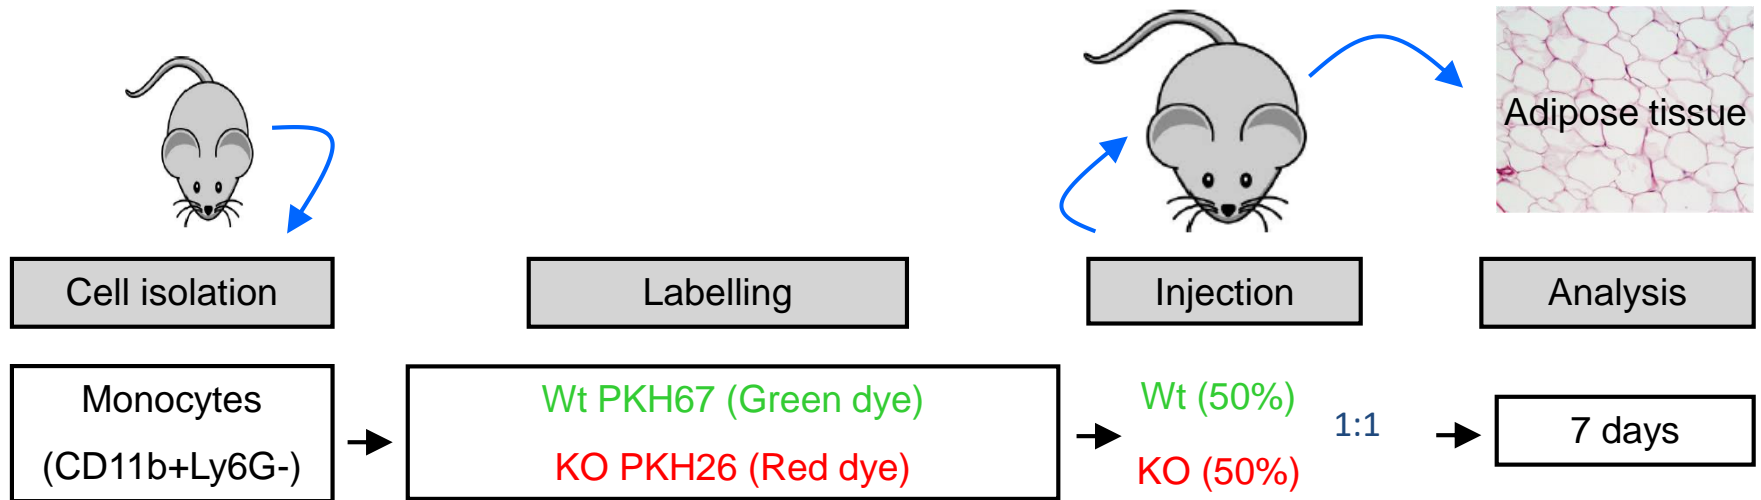 Adipose tissue
Cell isolation
Labelling
Injection
Analysis
Monocytes
(CD11b+Ly6G-)
Wt PKH67 (Green dye)
KO PKH26 (Red dye)
Wt (50%)
1:1
KO (50%)
7 days